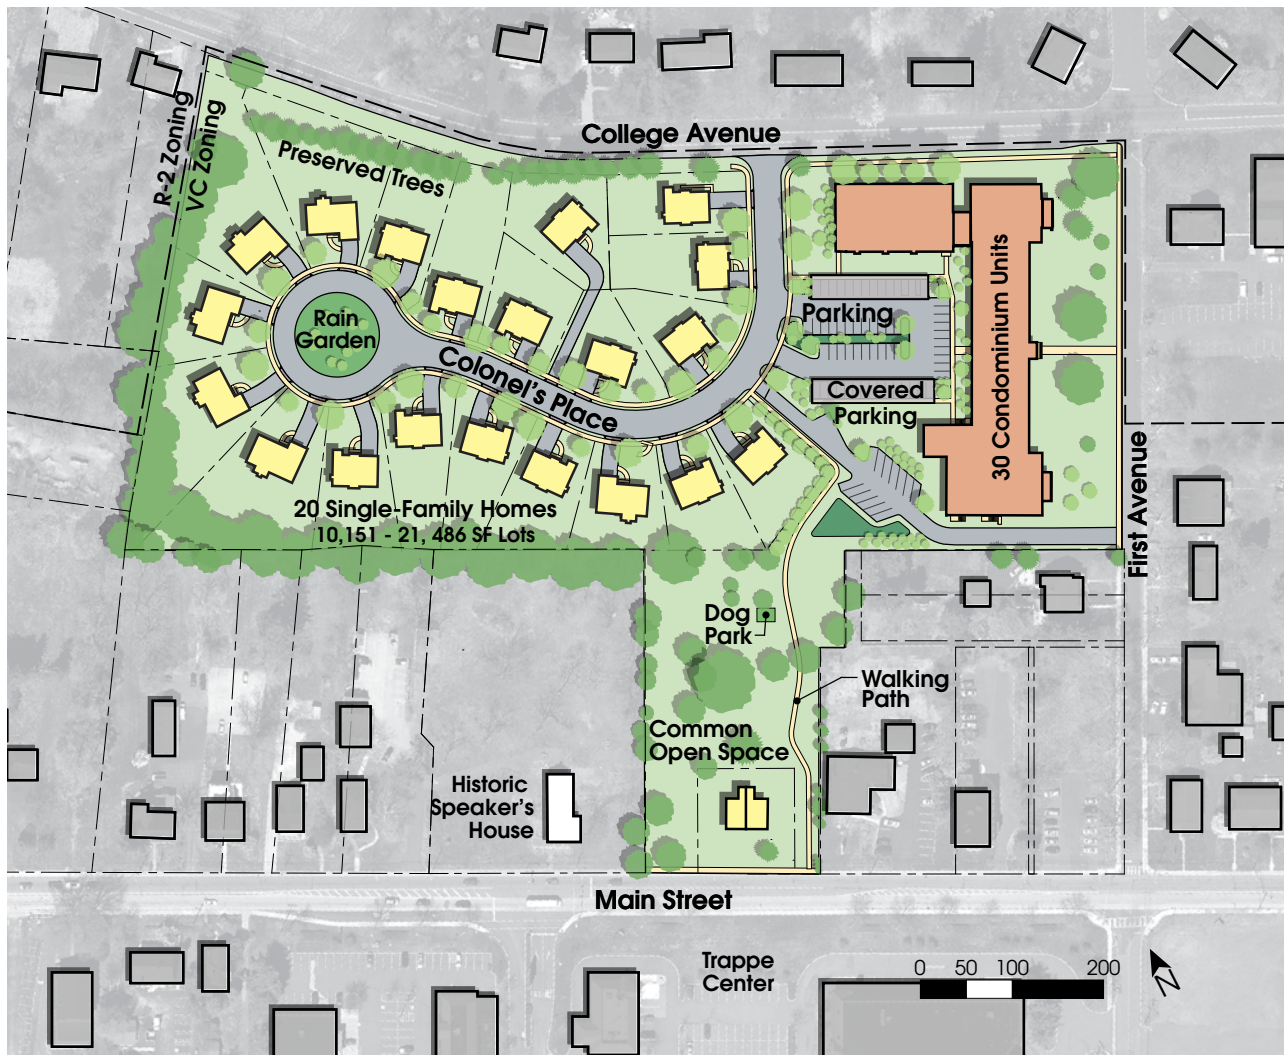 College Avenue
R-2 Zoning
VC Zoning
Preserved Trees
Rain
Garden
Colonel's Place
Parking
Covered
Parking
30 Condominium Units
20 Single-Family Homes
10,151 - 21, 486 SF Lots
First Avenue
Dog
Park
Walking
Path
Common
Open Space
Historic
Speaker's
House
Main Street
Trappe
Center
0 50 100 200
N